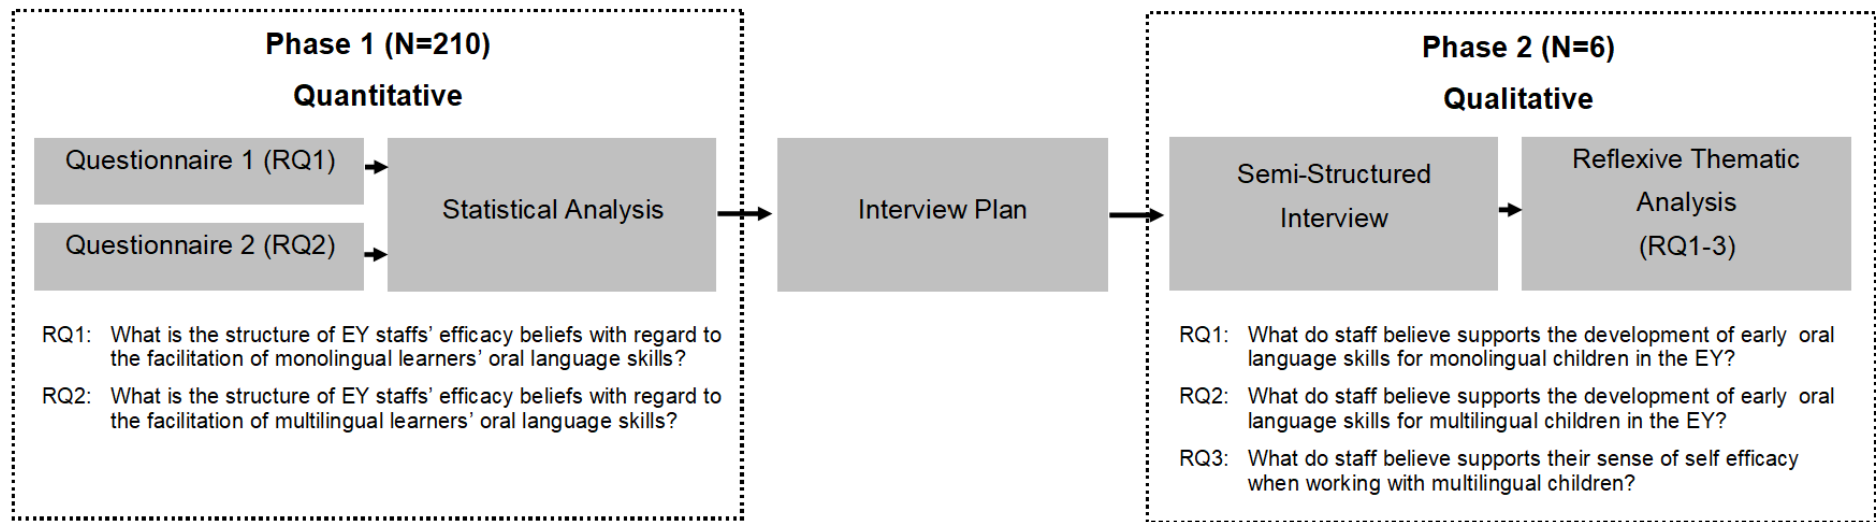 Phase 1 (N=210)
Quantitative
Questionnaire 1 (RQ1)
Questionnaire 2 (RQ2)
Statistical Analysis
RQ1: What is the structure of EY staffs’ efficacy beliefs with regard to
the facilitation of monolingual learners’ oral language skills?
RQ2: What is the structure of EY staffs’ efficacy beliefs with regard to
the facilitation of multilingual learners’ oral language skills?
Interview Plan
Phase 2 (N=6)
Qualitative
Semi-Structured
Interview
Reflexive Thematic
Analysis
(RQ1-3)
RQ1: What do staff believe supports the development of early oral
language skills for monolingual children in the EY?
RQ2: What do staff believe supports the development of early oral
language skills for multilingual children in the EY?
RQ3: What do staff believe supports their sense of self efficacy
when working with multilingual children?